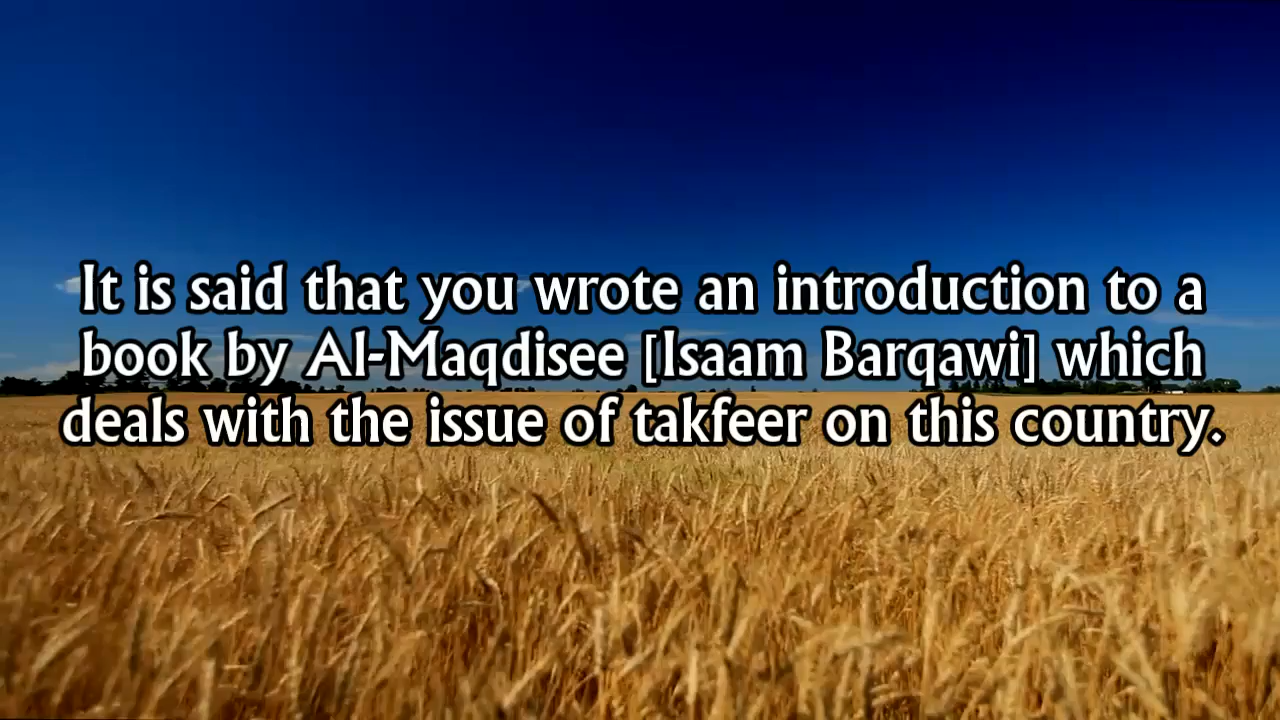 It is said that you wrote an introduction to a
book by Al-Maqdisee [Isaam Barqawi] which
deals with the issue of takfeer on this country.